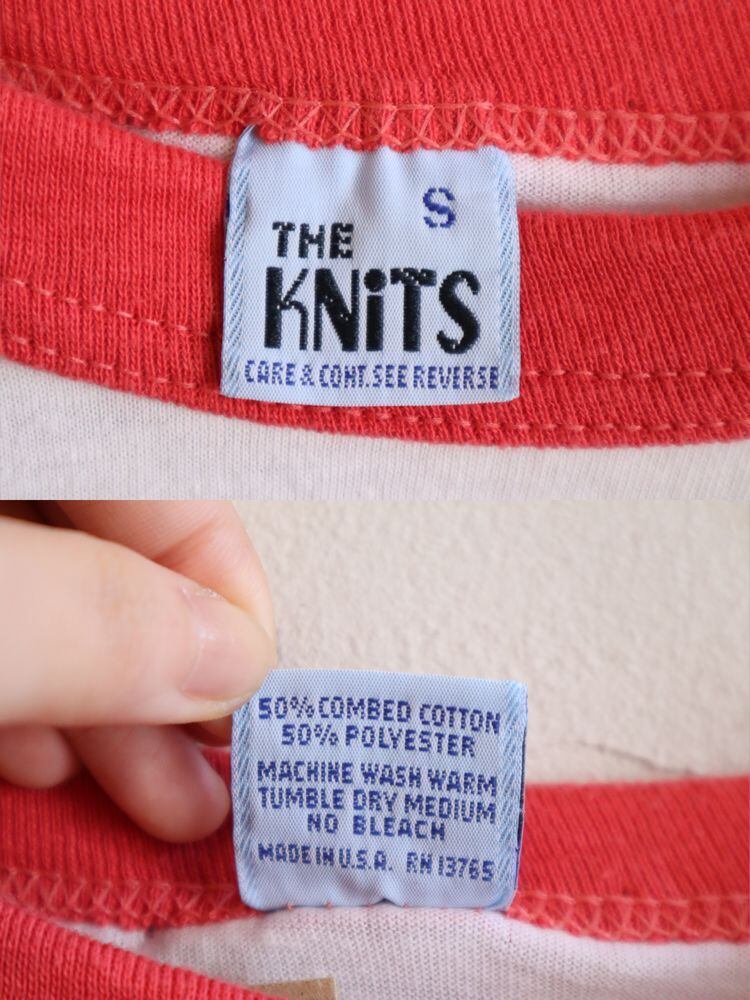 S
THE
KNiTS
CARE & CONT. SEE REVERSE
50% COMBED COTTON
50% POLYESTER
MACHINE WASH WARM
TUMBLE DRY MEDIUM
NO BLEACH
MADE IN U.S.A. RN 13765